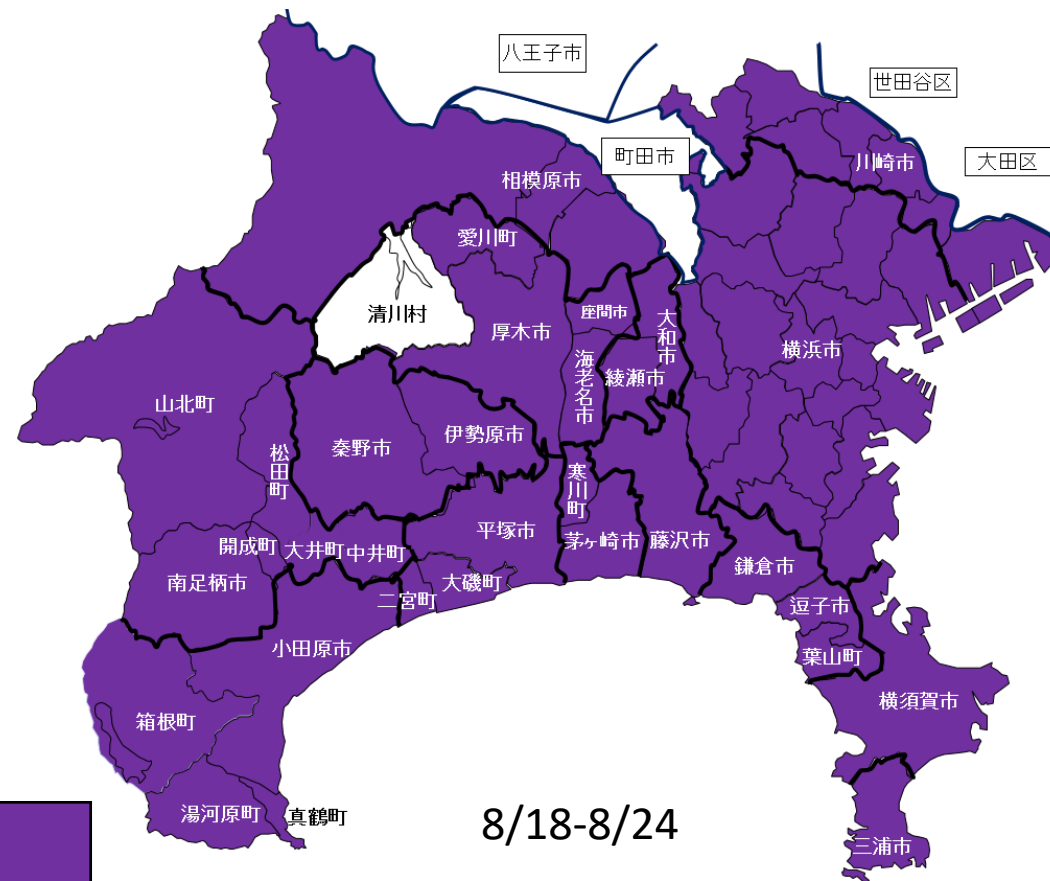 八王子市
世田谷区
町田市
大田区
川崎市
相模原市
愛川町
清川村
厚木市
座間市
大和市
海老名市
綾瀬市
横浜市
山北町
松田町
秦野市
伊勢原市
寒川町
平塚市
茅ヶ崎市
藤沢市
開成町
大井町
中井町
南足柄市
大磯町
二宮町
鎌倉市
逗子市
葉山町
小田原市
横須賀市
箱根町
湯河原町
真鶴町
8/18-8/24
三浦市